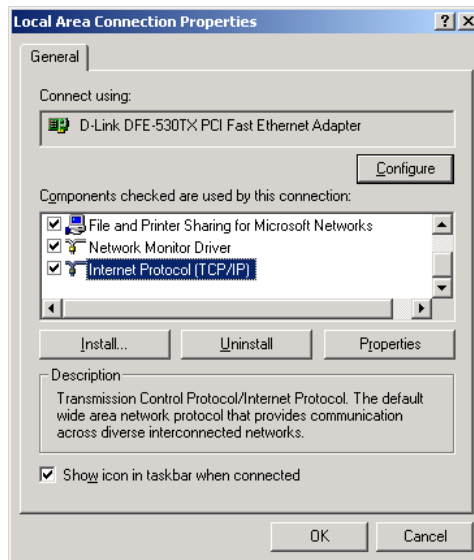 Local Area Connection Properties
General
Connect using:
D-Link DFE-530TX PCI Fast Ethernet Adapter
Configure
Components checked are used by this connection:
File and Printer Sharing for Microsoft Networks
Network Monitor Driver
Internet Protocol (TCP/IP)
Install... Uninstall Properties
Description
Transmission Control Protocol/Internet Protocol. The default
wide area network protocol that provides communication
across diverse interconnected networks.
Show icon in taskbar when connected
OK Cancel